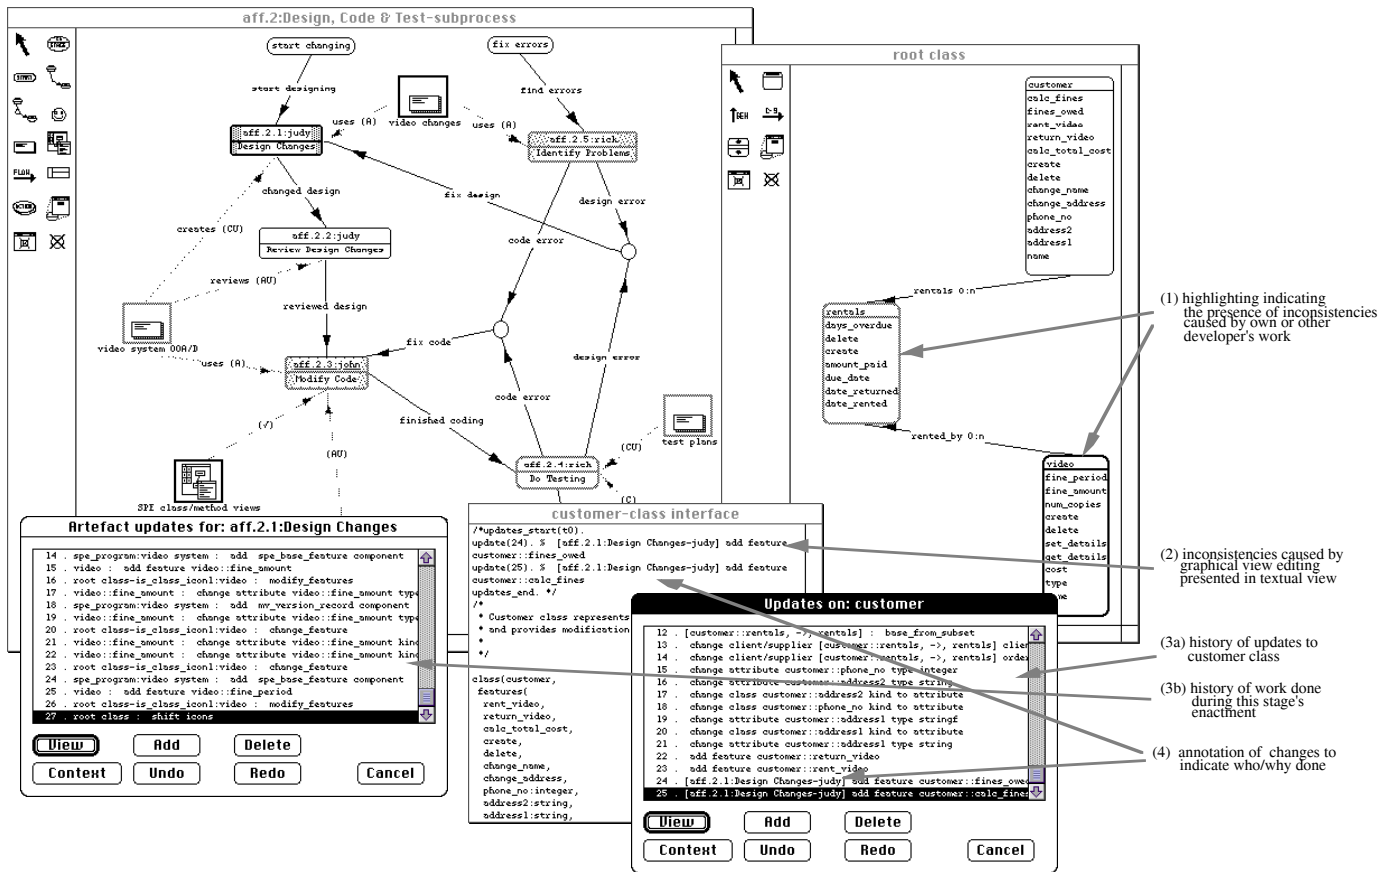 aff.2:Design, Code & Test-subprocess
start changing
fix errors
start designing
find errors
uses (A)
video changes
uses (A)
aff.2.1:judy
Design Changes
aff.2.5:rick
Identify Problems
changed design
fix design
design error
creates (CU)
aff.2.2:judy
Review Design Changes
code error
reviews (AU)
reviewed design
video system OOA/D
fix code
design error
uses (A)
aff.2.3:john
Modify Code
code error
finished coding
test plans
(√)
(AU)
(CU)
aff.2.4:rick
Do Testing
(C)
SPE class/method views
START
FLOW
ACTION
root class
GEN
customer
calc_fines
fines_owed
rent_video
return_video
calc_total_cost
create
delete
change_name
change_address
phone_no
address2
address1
name
rentals 0:n
rentals
days_overdue
delete
create
amount_paid
due_date
date_returned
date_rented
rented_by 0:n
video
fine_period
fine_amount
num_copies
create
delete
set_details
get_details
cost
type
(1) highlighting indicating
the presence of inconsistencies
caused by own or other
developer's work
(2) inconsistencies caused by
graphical view editing
presented in textual view
(3a) history of updates to
customer class
(3b) history of work done
during this stage's
enactment
(4) annotation of changes to
indicate who/why done
Artefact updates for: aff.2.1:Design Changes
14 . spe_program:video system : add spe_base_feature component
15 . video : add feature video::fine_amount
16 . root class-is_class_icon1:video : modify_features
17 . video::fine_amount : change attribute video::fine_amount type
18 . spe_program:video system : add mv_version_record component
19 . video::fine_amount : change attribute video::fine_amount type
20 . root class-is_class_icon1:video : change_feature
21 . video::fine_amount : change attribute video::fine_amount kind
22 . video::fine_amount : change attribute video::fine_amount kind
23 . root class-is_class_icon1:video : change_feature
24 . spe_program:video system : add spe_base_feature component
25 . video : add feature video::fine_period
26 . root class-is_class_icon1:video : modify_features
27 . root class : shift icons
View
Add
Delete
Context
Undo
Redo
Cancel
customer-class interface
/*updates_start(t0).
update(24). % [aff.2.1:Design Changes-judy] add feature
customer::fines_owed
update(25). % [aff.2.1:Design Changes-judy] add feature
customer::calc_fines
updates_end. */
/*
* Customer class represents
* and provides modification
*
*/
class(customer,
features(
rent_video,
return_video,
calc_total_cost,
create,
delete,
change_name,
change_address,
phone_no:integer,
address2:string,
address1:string,
Updates on: customer
12 . [customer::rentals, ->, rentals] : base_from_subset
13 . change client/supplier [customer::rentals, ->, rentals] clien
14 . change client/supplier [customer::rentals, ->, rentals] order
15 . change attribute customer::phone_no type integer
16 . change attribute customer::address2 type string
17 . change class customer::address2 kind to attribute
18 . change class customer::phone_no kind to attribute
19 . change attribute customer::address1 type stringf
20 . change class customer::address1 kind to attribute
21 . change attribute customer::address1 type string
22 . add feature customer::return_video
23 . add feature customer::rent_video
24 . [aff.2.1:Design Changes-judy] add feature customer::fines_owed
25 . [aff.2.1:Design Changes-judy] add feature customer::calc_fines
View
Add
Delete
Context
Undo
Redo
Cancel